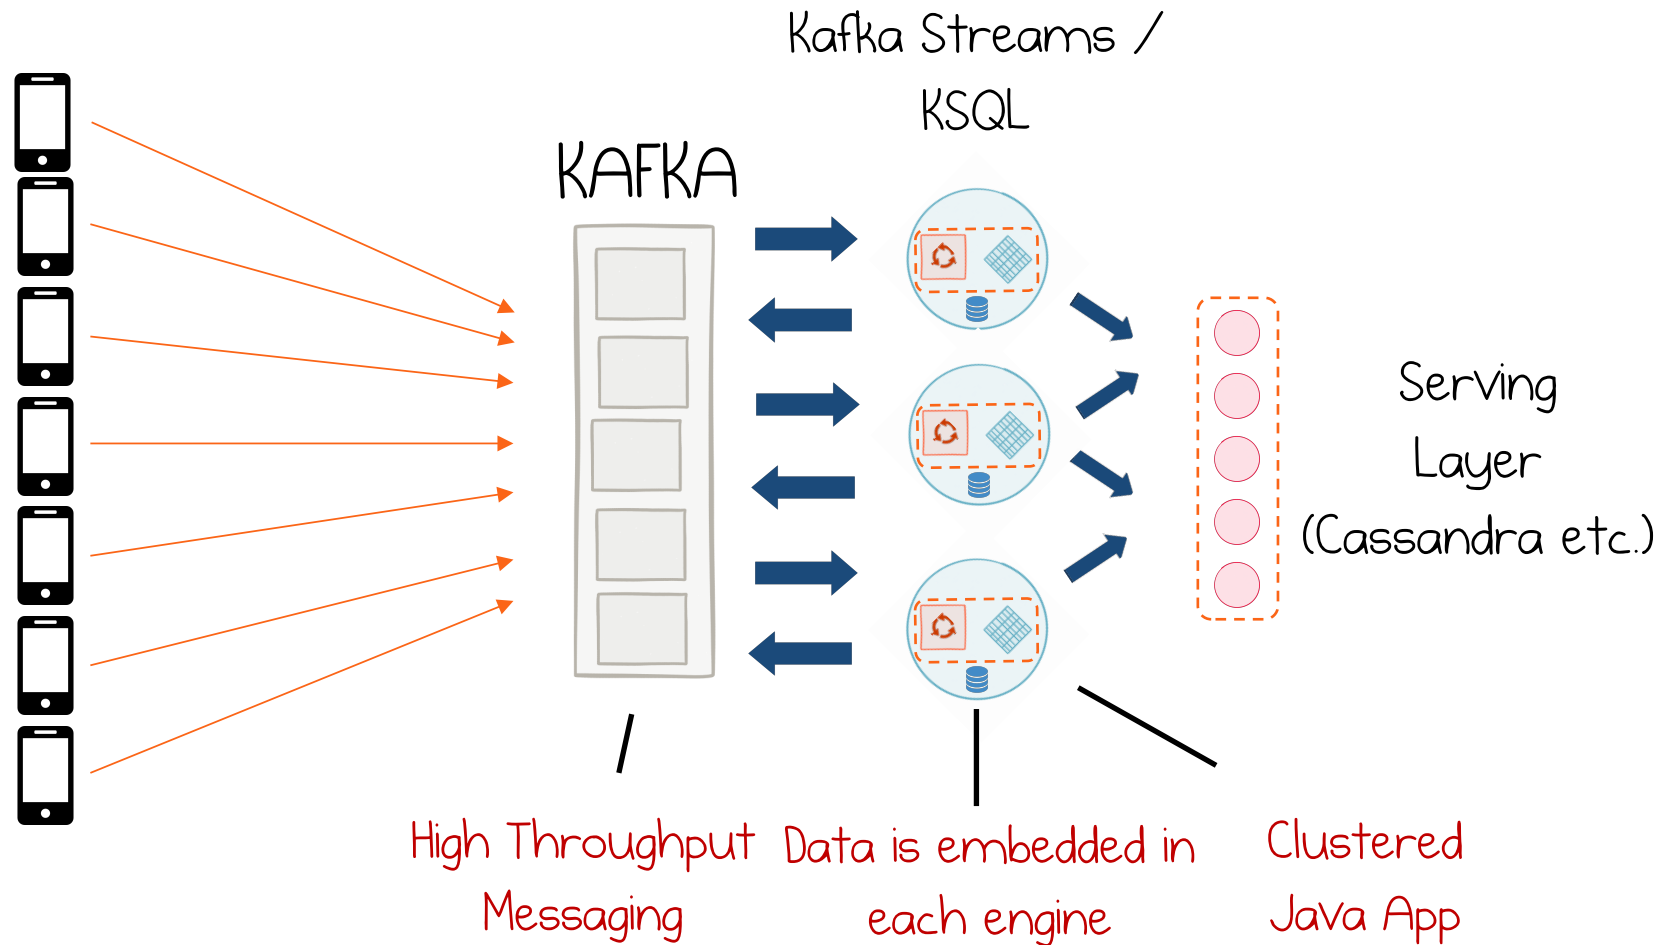 Kafka Streams /
KSQL
KAFKA
Serving
Layer
(Cassandra etc.)
High Throughput
Messaging
Data is embedded in
each engine
Clustered
Java App